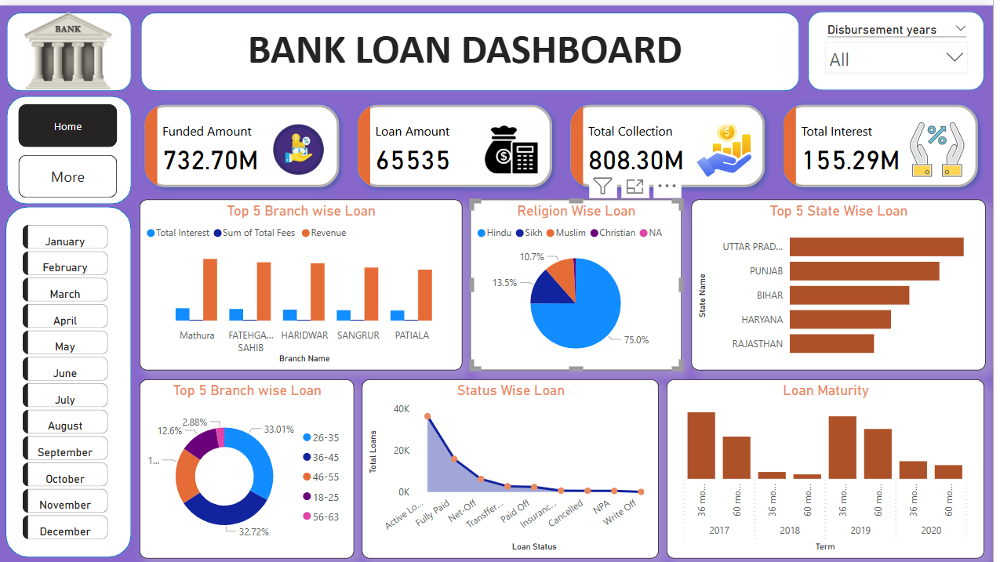 BANK
BANK LOAN DASHBOARD
Disbursement years
All
Home
More
Funded Amount
732.70M
Loan Amount
65535
Total Collection
808.30M
Total Interest
155.29M
January
February
March
April
May
June
July
August
September
October
November
December
Top 5 Branch wise Loan
Total Interest Sum of Total Fees Revenue
Mathura FATEHGA... HARIDWAR SANGRUR PATIALA
SAHIB
Branch Name
Religion Wise Loan
Hindu Sikh Muslim Christian NA
10.7%
13.5%
75.0%
Top 5 State Wise Loan
State Name
UTTAR PRAD...
PUNJAB
BIHAR
HARYANA
RAJASTHAN
Top 5 Branch wise Loan
2.88%
33.01%
12.6%
1...
32.72%
26-35
36-45
46-55
18-25
56-63
Status Wise Loan
Total Loans
40K
20K
0K
Active Lo... Fully Paid Net-Off Transffer... Paid Off Insuranc... Cancelled NPA Write Off
Loan Status
Loan Maturity
36 mo... 60 mo... 36 mo... 60 mo... 36 mo... 60 mo... 36 mo... 60 mo...
2017 2018 2019 2020
Term